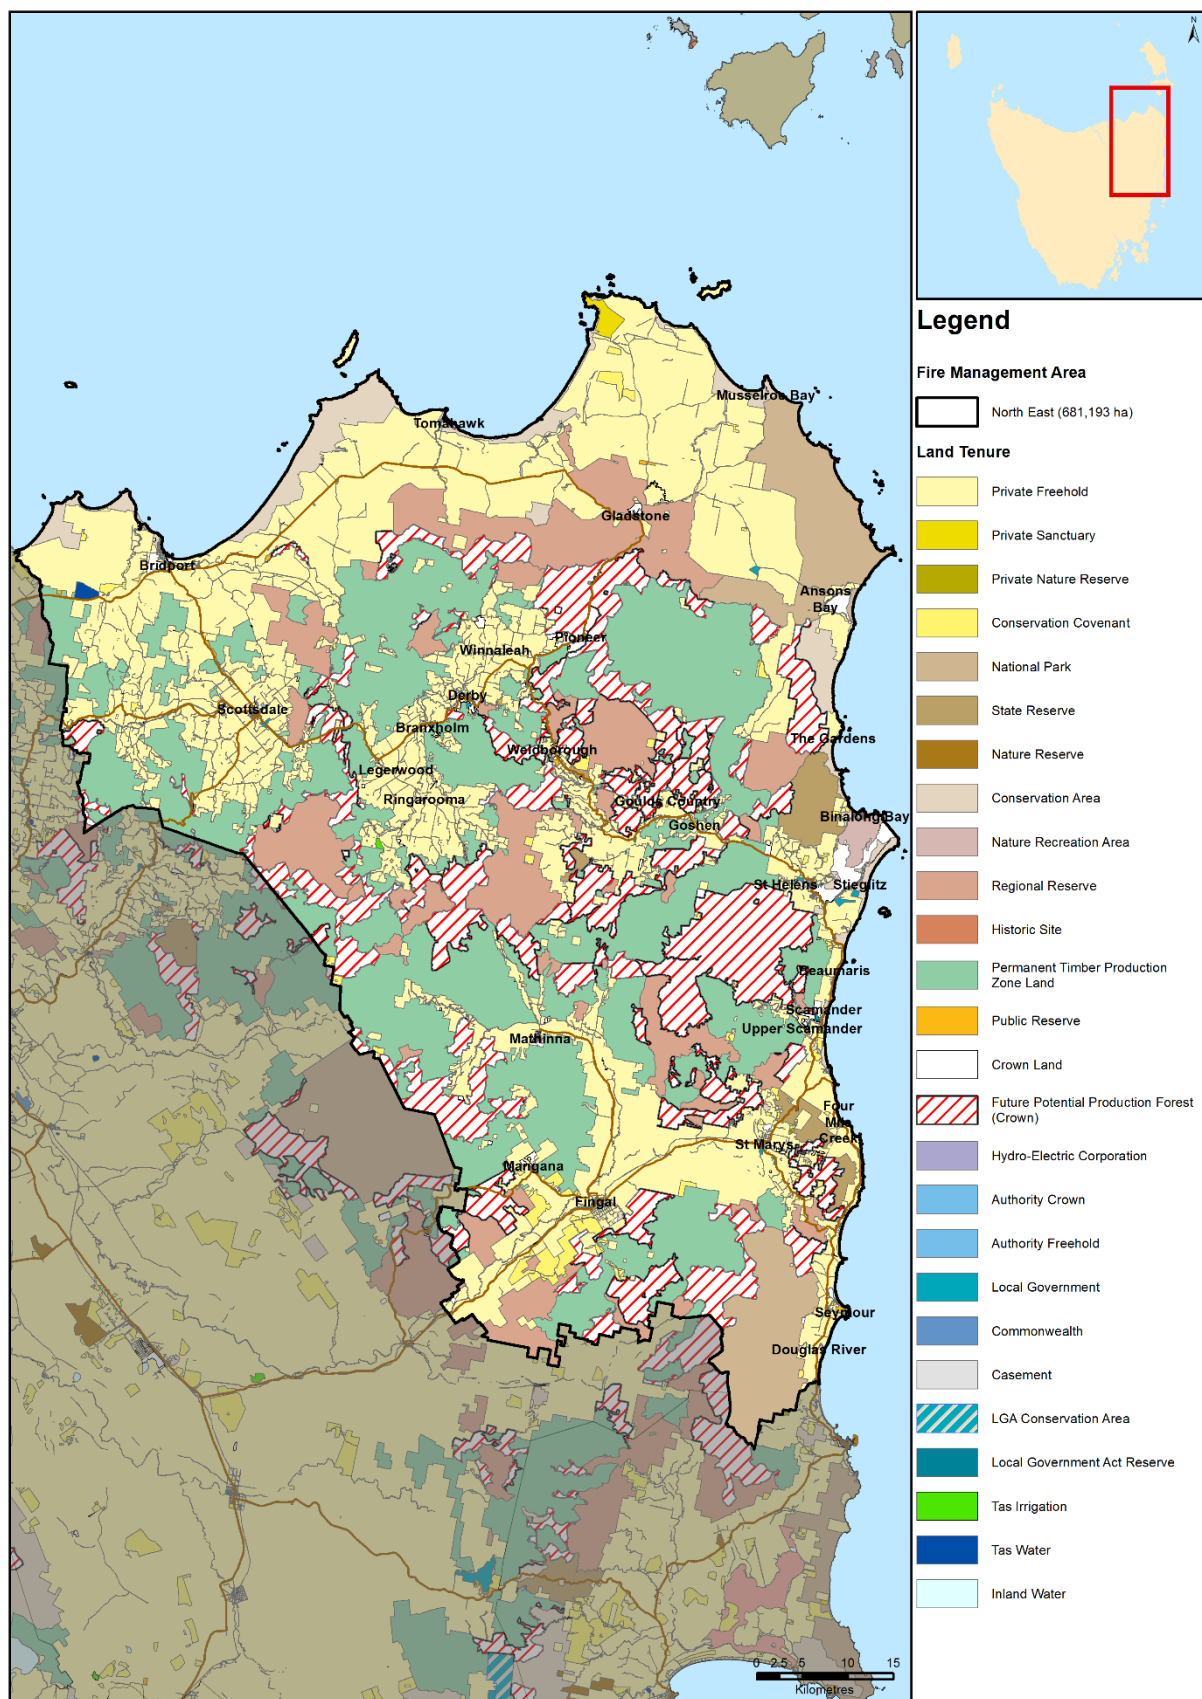 N
Tomahawk
Musselroe Bay
Gladstone
Bridport
Ansons
Bay
Pioneer
Winnaleah
Derby
Scottsdale
Branxholm
The Gardens
Weldborough
Legerwood
Ringarooma
Goulds Country
Binalong Bay
Goshen
St Helens
Stieglitz
Beaumaris
Scamander
Upper Scamander
Mathinna
Four
Mile
Creek
St Marys
Mangana
Fingal
Seymour
Douglas River
0 2.5 5 10 15
Kilometres
Legend
Fire Management Area
North East (681,193 ha)
Land Tenure
Private Freehold
Private Sanctuary
Private Nature Reserve
Conservation Covenant
National Park
State Reserve
Nature Reserve
Conservation Area
Nature Recreation Area
Regional Reserve
Historic Site
Permanent Timber Production
Zone Land
Public Reserve
Crown Land
Future Potential Production Forest
(Crown)
Hydro-Electric Corporation
Authority Crown
Authority Freehold
Local Government
Commonwealth
Casement
LGA Conservation Area
Local Government Act Reserve
Tas Irrigation
Tas Water
Inland Water